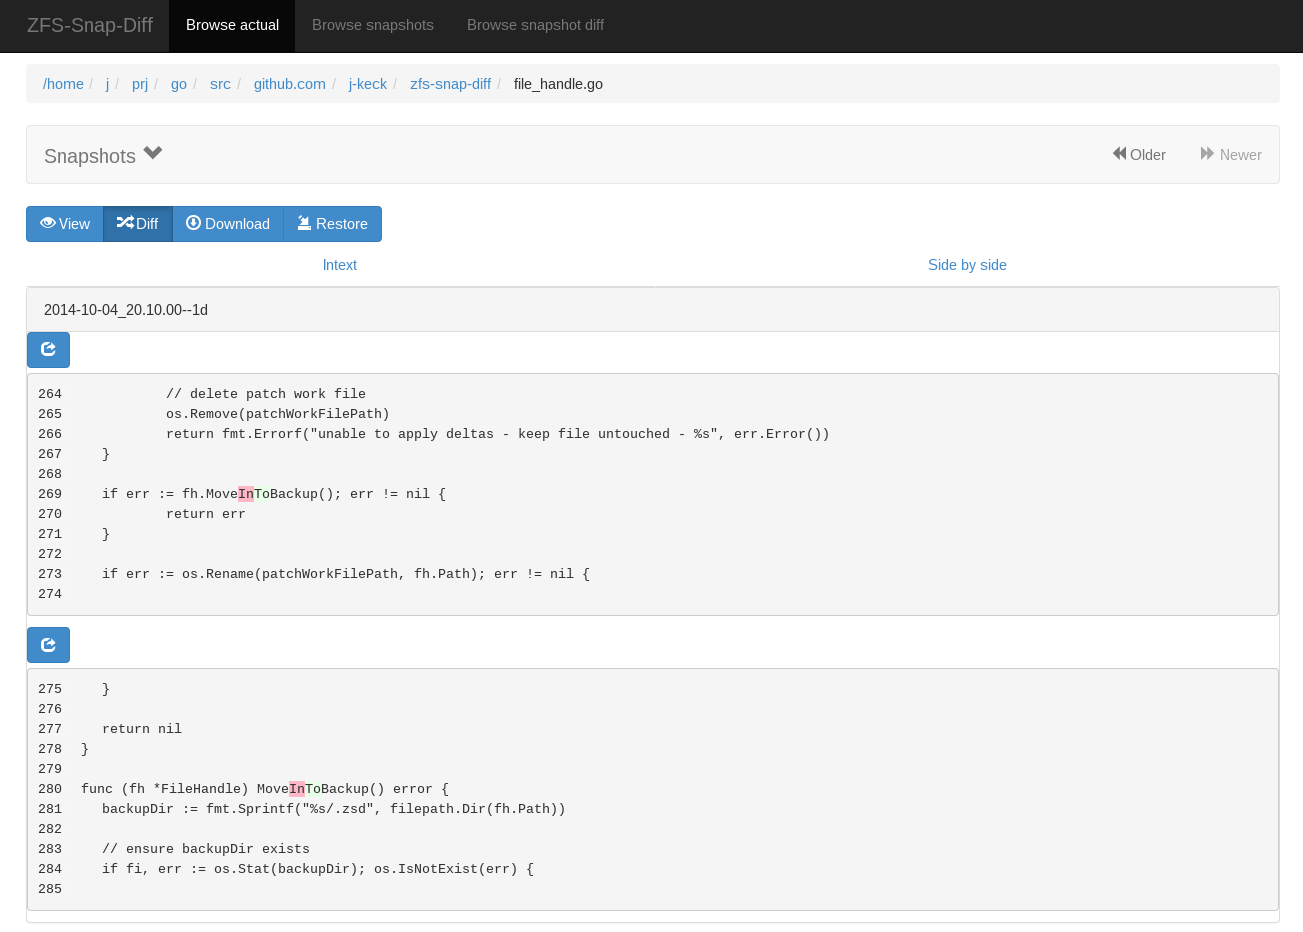 ZFS-Snap-Diff Browse actual Browse snapshots Browse snapshot diff
/home / j / prj / go / src / github.com / j-keck / zfs-snap-diff / file_handle.go
Snapshots Older Newer
View Diff Download Restore
Intext Side by side
2014-10-04_20.10.00--1d
264 // delete patch work file
265 os.Remove(patchWorkFilePath)
266 return fmt.Errorf("unable to apply deltas - keep file untouched - %s", err.Error())
267 }
268
269 if err := fh.MoveInToBackup(); err != nil {
270 return err
271 }
272
273 if err := os.Rename(patchWorkFilePath, fh.Path); err != nil {
274
275 }
276
277 return nil
278 }
279
280 func (fh *FileHandle) MoveInToBackup() error {
281 backupDir := fmt.Sprintf("%s/.zsd", filepath.Dir(fh.Path))
282
283 // ensure backupDir exists
284 if fi, err := os.Stat(backupDir); os.IsNotExist(err) {
285